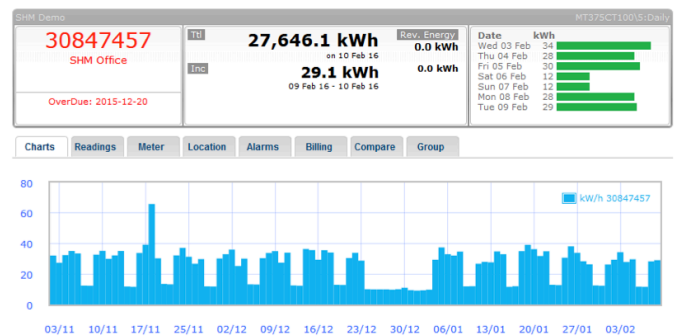 SHM Demo
MT375CT100\5:Daily
30847457
SHM Office
OverDue: 2015-12-20
Ttl
27,646.1 kWh
on 10 Feb 16
Rev. Energy
0.0 kWh
Inc
29.1 kWh
09 Feb 16 - 10 Feb 16
0.0 kWh
Date kWh
Wed 03 Feb 34
Thu 04 Feb 28
Fri 05 Feb 30
Sat 06 Feb 12
Sun 07 Feb 12
Mon 08 Feb 28
Tue 09 Feb 29
Charts Readings Meter Location Alarms Billing Compare Group
kW/h 30847457
80
60
40
20
0
03/11 10/11 17/11 25/11 02/12 09/12 16/12 23/12 30/12 06/01 13/01 20/01 27/01 03/02